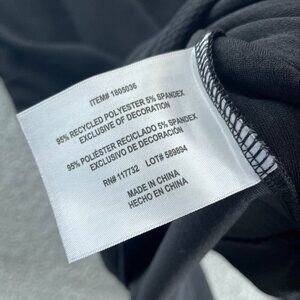 ITEM# 1805036
95% RECYCLED POLYESTER 5% SPANDEX
EXCLUSIVE OF DECORATION
95% POLIÉSTER RECICLADO 5% SPANDEX
EXCLUSIVO DE DECORACIÓN
RN# 117732 LOT# 589894
MADE IN CHINA
HECHO EN CHINA